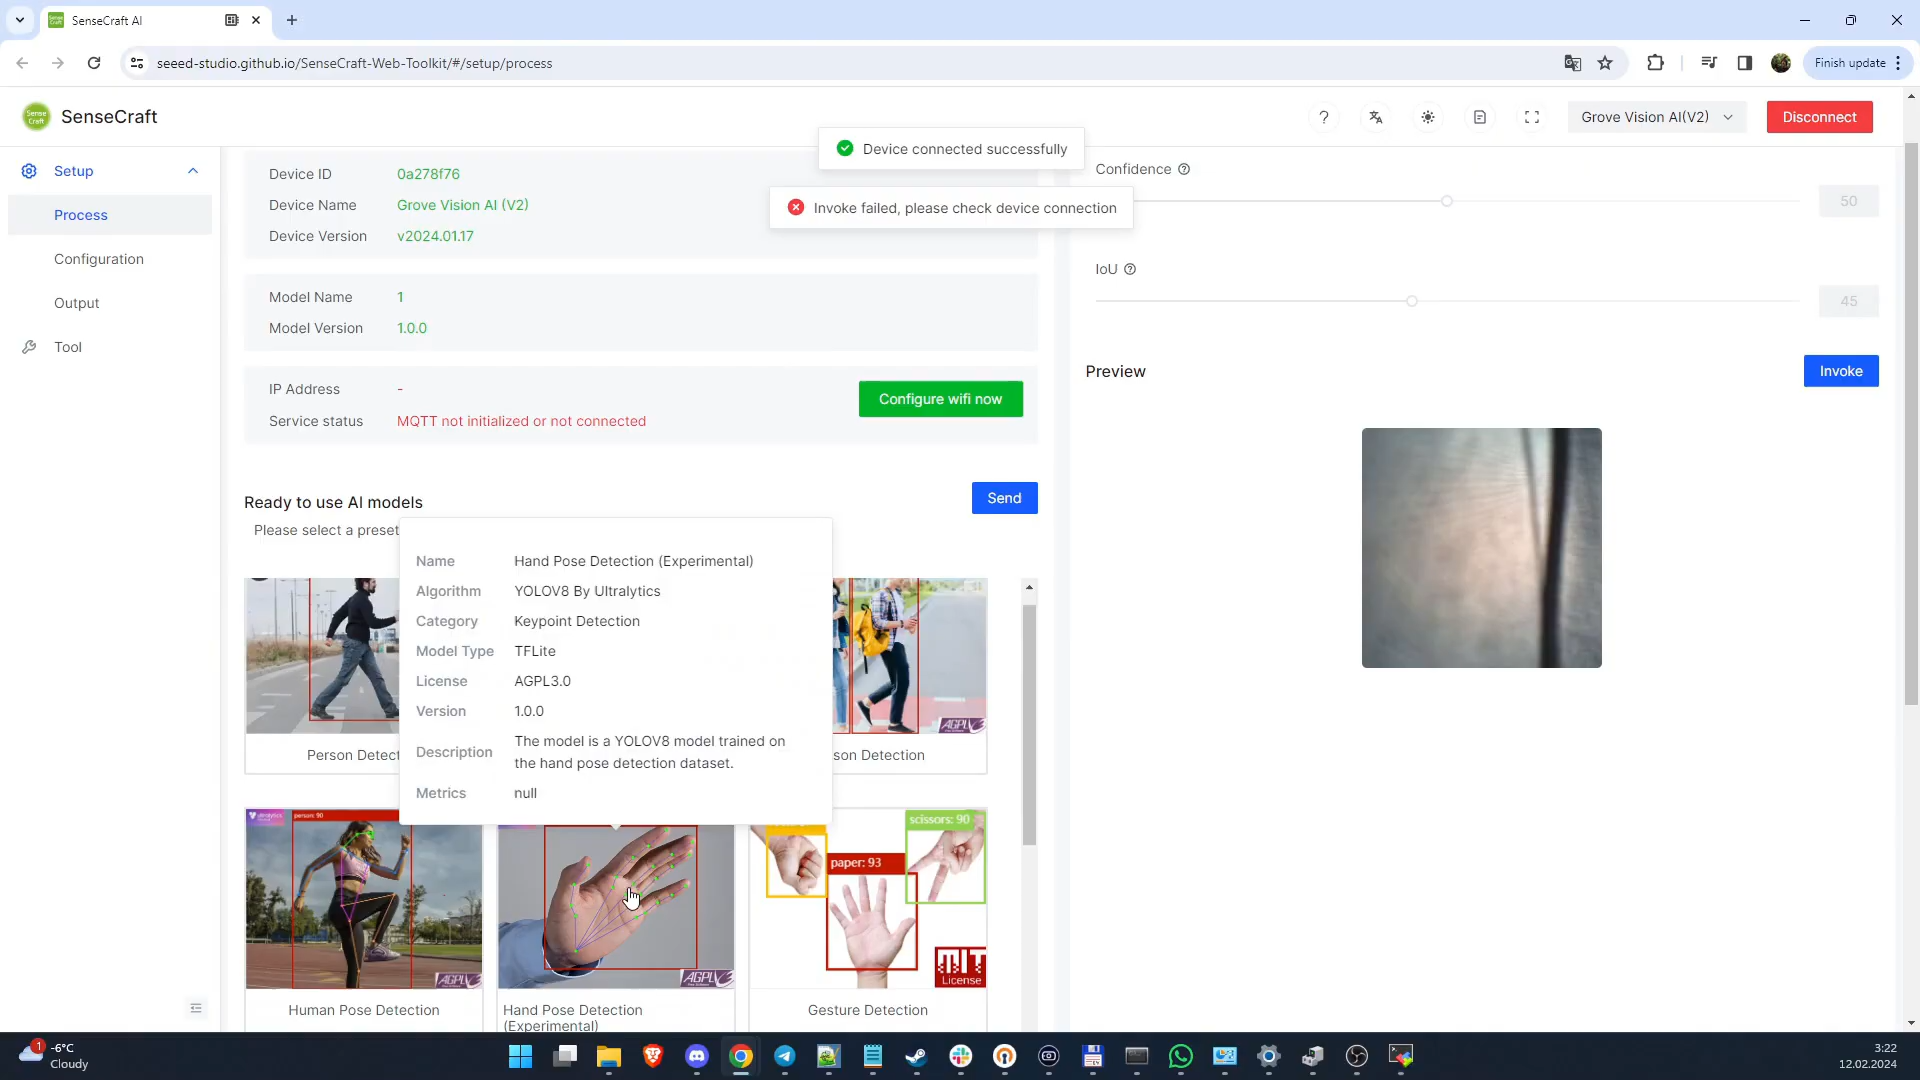 SenseCraft AI
seeed-studio.github.io/SenseCraft-Web-Toolkit/#/setup/process
Finish update
Sense Craft
SenseCraft
Grove Vision AI(V2)
Disconnect
Device connected successfully
Invoke failed, please check device connection
Setup
Process
Configuration
Output
Tool
Device ID 0a278f76
Device Name Grove Vision AI (V2)
Device Version v2024.01.17
Model Name 1
Model Version 1.0.0
IP Address -
Service status MQTT not initialized or not connected
Configure wifi now
Ready to use AI models
Send
Please select a preset
Name Hand Pose Detection (Experimental)
Algorithm YOLOV8 By Ultralytics
Category Keypoint Detection
Model Type TFLite
License AGPL3.0
Version 1.0.0
Description The model is a YOLOV8 model trained on
the hand pose detection dataset.
Metrics null
Person Detect
son Detection
person: 90
paper: 93
scissors: 90
MIT
License
Human Pose Detection
Hand Pose Detection
(Experimental)
Gesture Detection
Confidence
50
IoU
45
Preview
Invoke
1
-6°C
Cloudy
3:22
12.02.2024